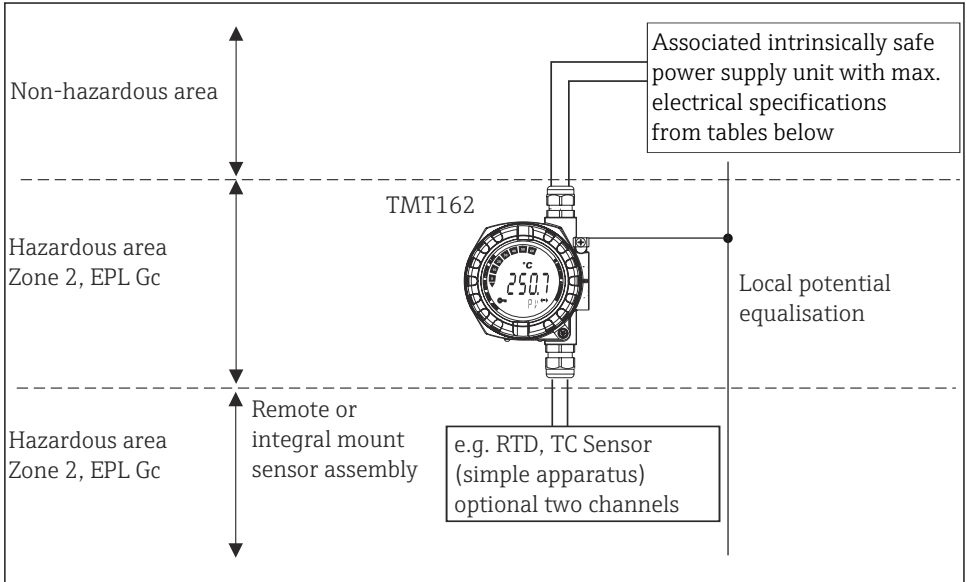 Associated intrinsically safe
power supply unit with max.
electrical specifications
from tables below
Non-hazardous area
TMT162
Hazardous area
Zone 2, EPL Gc
°C
250.7
PV
Local potential
equalisation
Remote or
integral mount
sensor assembly
Hazardous area
Zone 2, EPL Gc
e.g. RTD, TC Sensor
(simple apparatus)
optional two channels